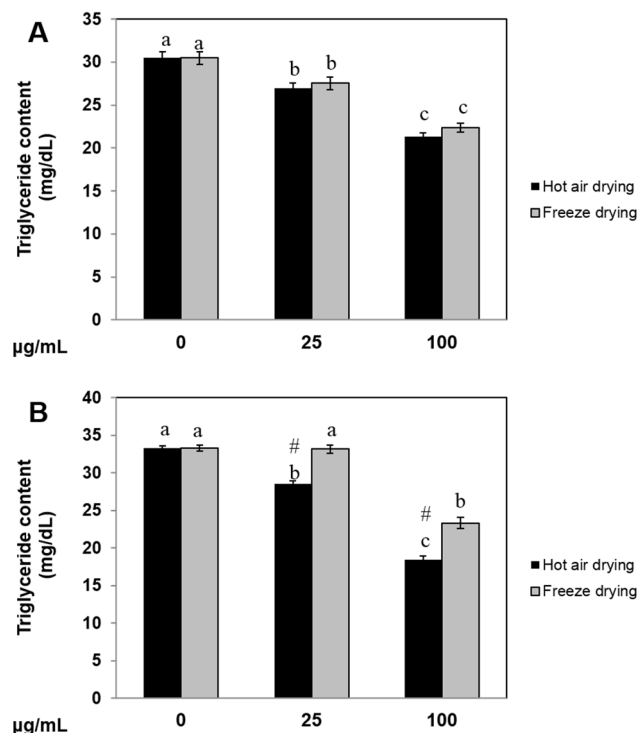 A
35
30
25
20
15
10
5
0
Triglyceride content
(mg/dL)
a a
b b
c c
Hot air drying
Freeze drying
µg/mL 0 25 100
B
40
35
30
25
20
15
10
5
0
Triglyceride content
(mg/dL)
a a
#
b a
#
c b
Hot air drying
Freeze drying
µg/mL 0 25 100